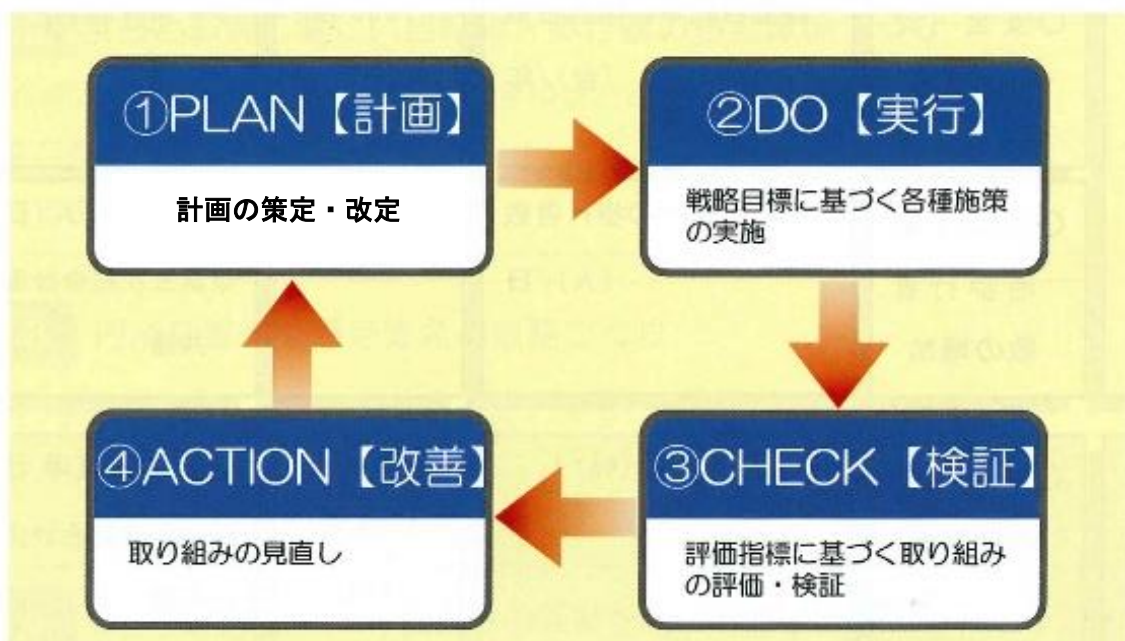 ①PLAN【計画】
計画の策定・改定
②DO【実行】
戦略目標に基づく各種施策
の実施
③CHECK【検証】
評価指標に基づく取り組み
の評価・検証
④ACTION【改善】
取り組みの見直し